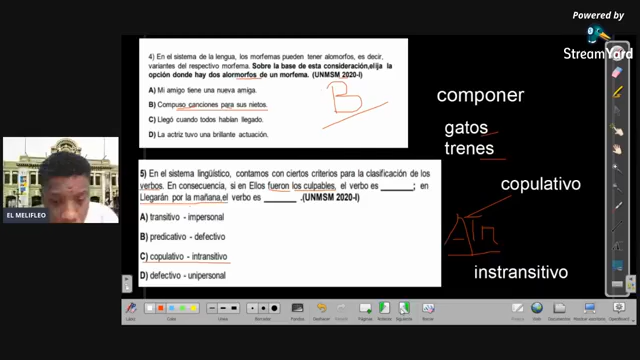 Powered by
StreamYard
4) En el sistema de la lengua, los morfemas pueden tener alomorfos, es decir,
variantes del respectivo morfema. Sobre la base de esta consideración,elija la
opción donde hay dos alormorfos de un morfema. (UNMSM 2020-I)
A) Mi amigo tiene una nueva amiga.
B) Compuso canciones para sus nietos.
C) Llegó cuando todos habían llegado.
D) La actriz tuvo una brillante actuación.
B
componer
gatos
trenes
copulativo
instransitivo
5) En el sistema lingüístico, contamos con ciertos criterios para la clasificación de los
verbos. En consecuencia, si en Ellos fueron los culpables, el verbo es ________; en
Llegarán por la mañana,el verbo es ________ .(UNMSM 2020-I)
A) transitivo - impersonal
B) predicativo - defectivo
C) copulativo - intransitivo
D) defectivo - unipersonal
EL MELIFLEO